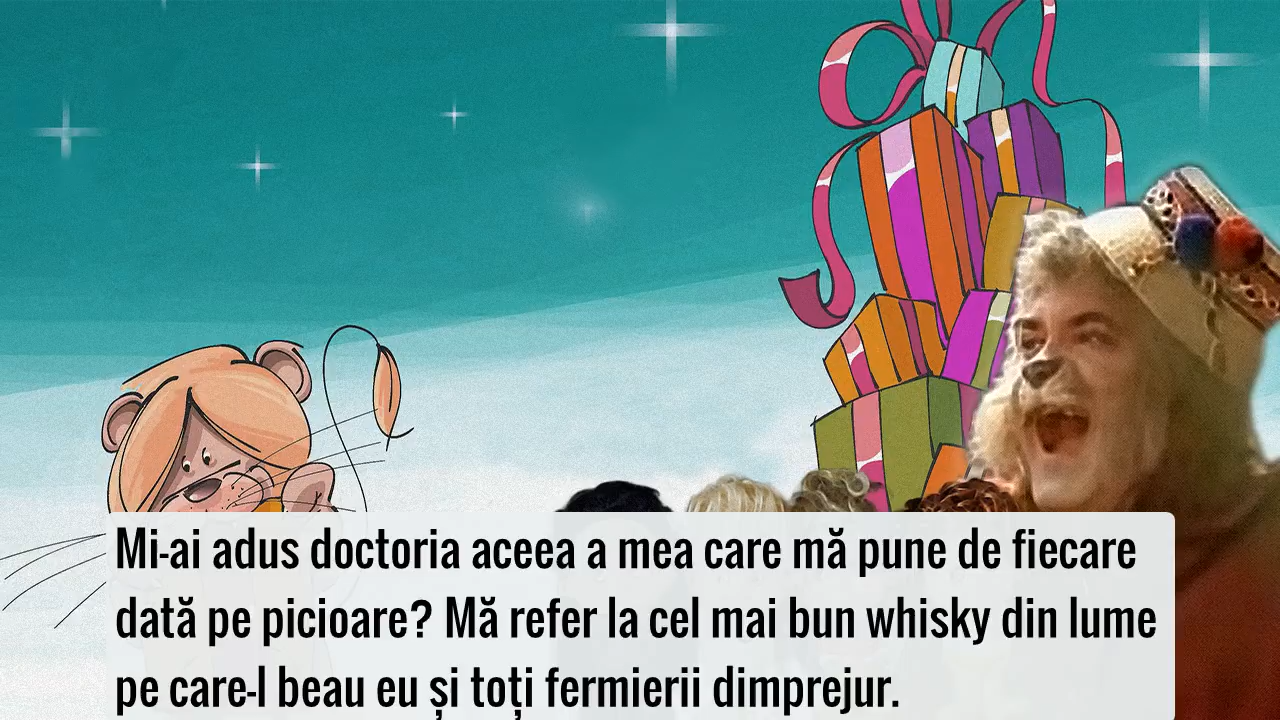 Mi-ai adus doctoria aceea a mea care mă pune de fiecare
dată pe picioare? Mă refer la cel mai bun whisky din lume
pe care-l beau eu și toți fermierii dimprejur.